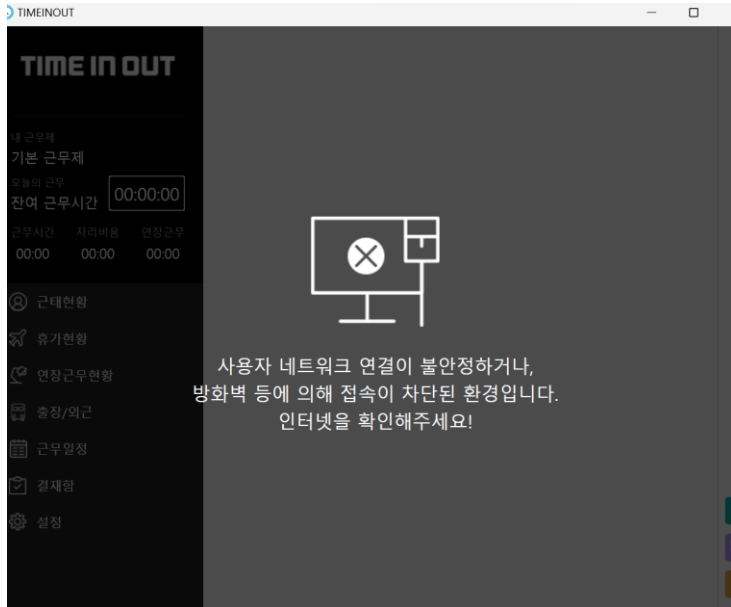 TIMEINOUT
TIME IN OUT
내 근무제
기본 근무제
오늘의 근무
잔여 근무시간 00:00:00
근무시간 자리비움 연장근무
00:00 00:00 00:00
근태현황
휴가현황
연장근무현황
출장/외근
근무일정
결재함
설정
사용자 네트워크 연결이 불안정하거나,
방화벽 등에 의해 접속이 차단된 환경입니다.
인터넷을 확인해주세요!